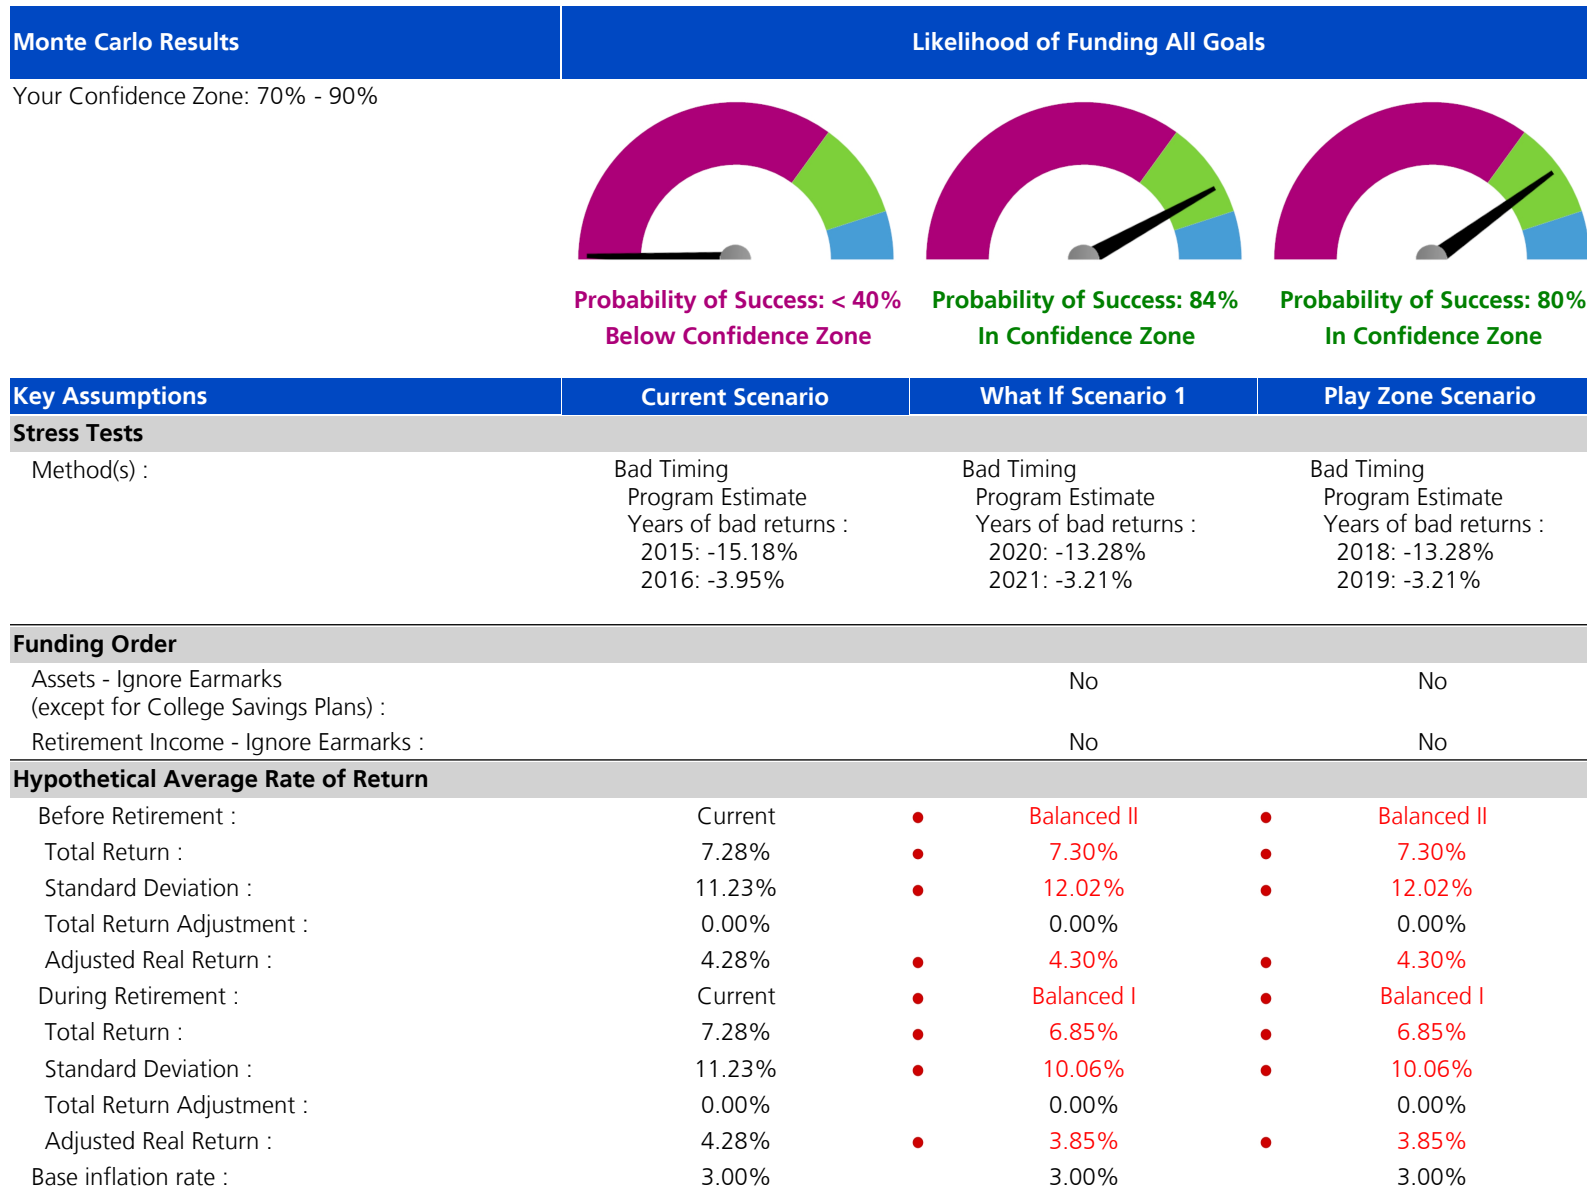 Monte Carlo Results Likelihood of Funding All Goals
Your Confidence Zone: 70% - 90%
Probability of Success: < 40% Probability of Success: 84% Probability of Success: 80%
Below Confidence Zone In Confidence Zone In Confidence Zone
Key Assumptions Current Scenario What If Scenario 1 Play Zone Scenario
Stress Tests
Method(s) : Bad Timing Bad Timing Bad Timing
Program Estimate Program Estimate Program Estimate
Years of bad returns : Years of bad returns : Years of bad returns :
2015: -15.18% 2020: -13.28% 2018: -13.28%
2016: -3.95% 2021: -3.21% 2019: -3.21%
Funding Order
Assets - Ignore Earmarks No No
(except for College Savings Plans) :
Retirement Income - Ignore Earmarks : No No
Hypothetical Average Rate of Return
Before Retirement : Current ● Balanced II ● Balanced II
Total Return : 7.28% ● 7.30% ● 7.30%
Standard Deviation : 11.23% ● 12.02% ● 12.02%
Total Return Adjustment : 0.00% 0.00% 0.00%
Adjusted Real Return : 4.28% ● 4.30% ● 4.30%
During Retirement : Current ● Balanced I ● Balanced I
Total Return : 7.28% ● 6.85% ● 6.85%
Standard Deviation : 11.23% ● 10.06% ● 10.06%
Total Return Adjustment : 0.00% 0.00% 0.00%
Adjusted Real Return : 4.28% ● 3.85% ● 3.85%
Base inflation rate : 3.00% 3.00% 3.00%